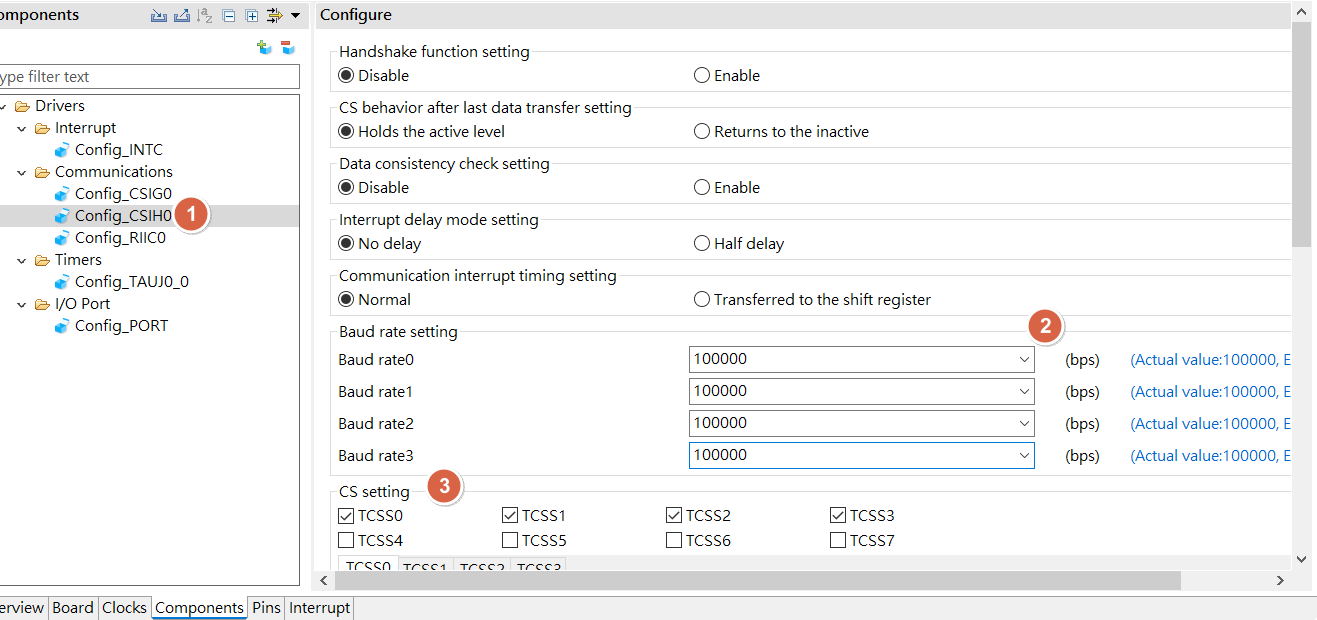 omponents
Configure
ype filter text
Drivers
Interrupt
Config_INTC
Communications
Config_CSIG0
Config_CSIH0
1
Config_RIIC0
Timers
Config_TAUJ0_0
I/O Port
Config_PORT
Handshake function setting
Disable Enable
CS behavior after last data transfer setting
Holds the active level Returns to the inactive
Data consistency check setting
Disable Enable
Interrupt delay mode setting
No delay Half delay
Communication interrupt timing setting
Normal Transferred to the shift register
Baud rate setting
2
Baud rate0 100000 (bps) (Actual value:100000, E
Baud rate1 100000 (bps) (Actual value:100000, E
Baud rate2 100000 (bps) (Actual value:100000, E
Baud rate3 100000 (bps) (Actual value:100000, E
CS setting
3
TCSS0 TCSS1 TCSS2 TCSS3
TCSS4 TCSS5 TCSS6 TCSS7
TCSS0 TCSS1 TCSS2 TCSS3
erview Board Clocks Components Pins Interrupt